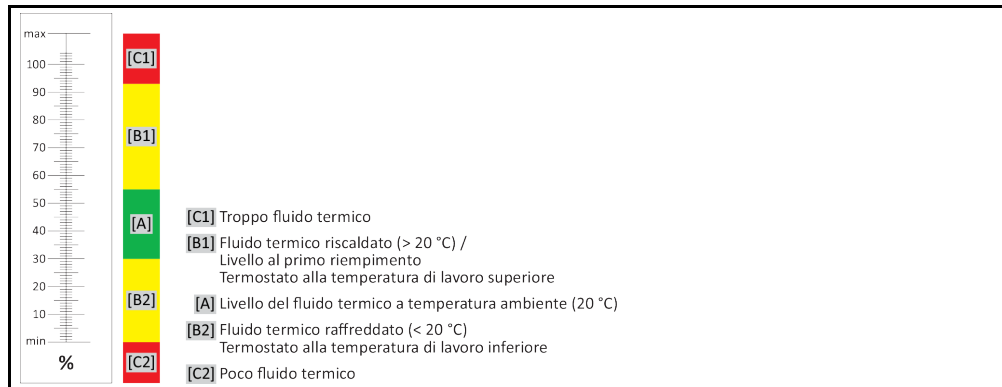 max
100
90
80
70
60
50
40
30
20
10
min
%
[C1]
[B1]
[A]
[B2]
[C2]
[C1] Troppo fluido termico
[B1] Fluido termico riscaldato (> 20 °C) /
Livello al primo riempimento
Termostato alla temperatura di lavoro superiore
[A] Livello del fluido termico a temperatura ambiente (20 °C)
[B2] Fluido termico raffreddato (< 20 °C)
Termostato alla temperatura di lavoro inferiore
[C2] Poco fluido termico